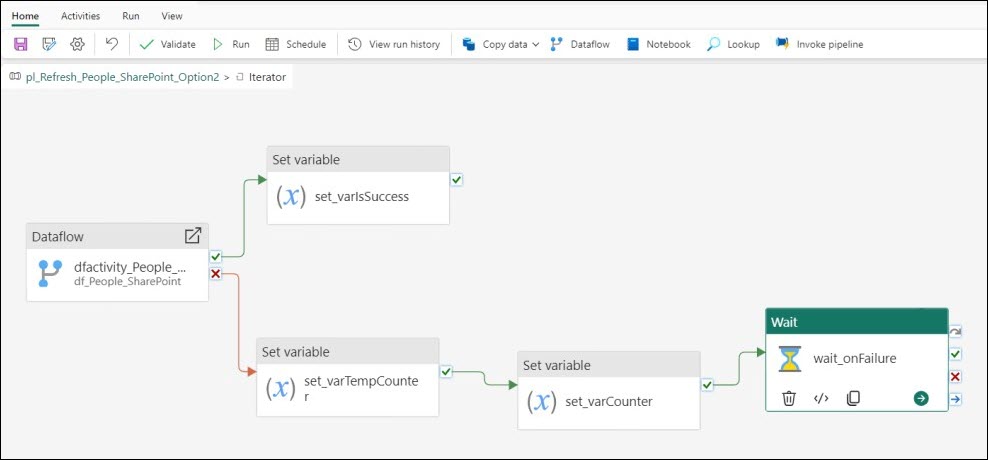 Home Activities Run View
Validate Run Schedule View run history Copy data Dataflow Notebook Lookup Invoke pipeline
pl_Refresh_People_SharePoint_Option2 > Iterator
Set variable
(x) set_varIsSuccess
Dataflow
dfactivity_People_...
df_People_SharePoint
Set variable
(x) set_varTempCounte
r
Set variable
(x) set_varCounter
Wait
wait_onFailure